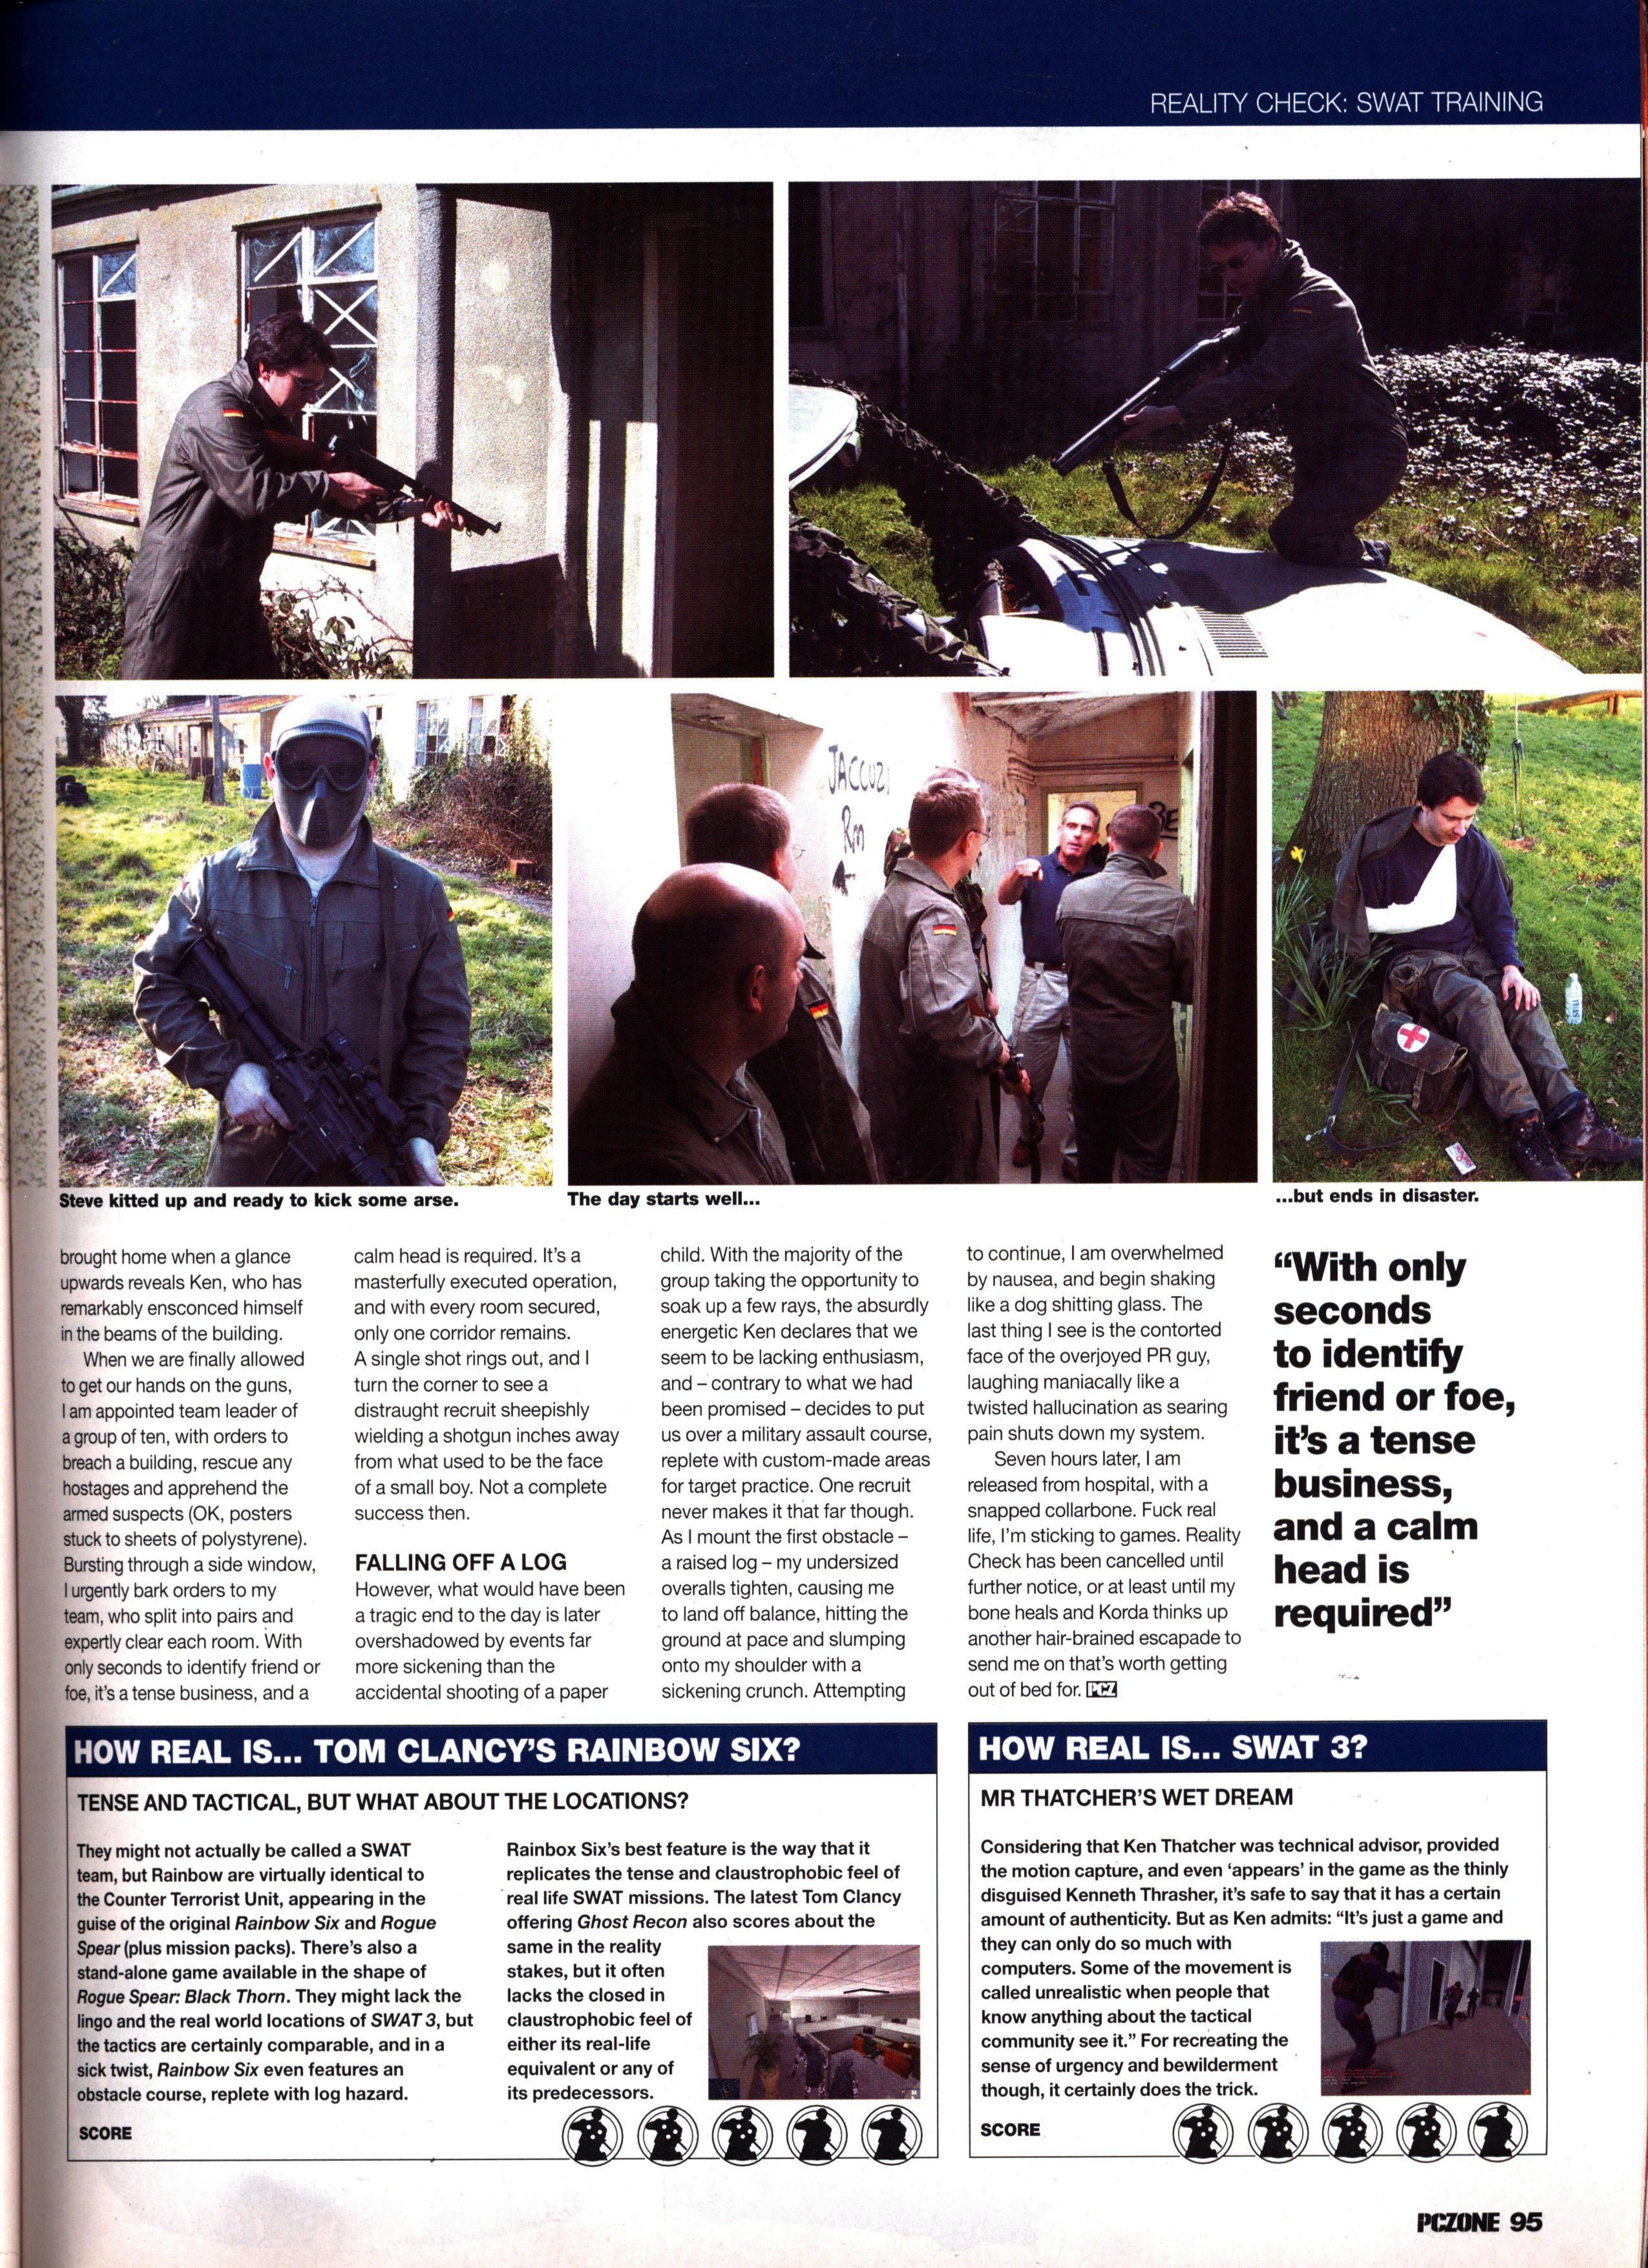 REALITY CHECK: SWAT TRAINING
JACCUZI
Rm
Steve kitted up and ready to kick some arse.
The day starts well...
...but ends in disaster.
brought home when a glance
upwards reveals Ken, who has
remarkably ensconced himself
in the beams of the building.
When we are finally allowed
to get our hands on the guns,
I am appointed team leader of
a group of ten, with orders to
breach a building, rescue any
hostages and apprehend the
armed suspects (OK, posters
stuck to sheets of polystyrene).
Bursting through a side window,
I urgently bark orders to my
team, who split into pairs and
expertly clear each room. With
only seconds to identify friend or
foe, it's a tense business, and a
calm head is required. It's a
masterfully executed operation,
and with every room secured,
only one corridor remains.
A single shot rings out, and I
turn the corner to see a
distraught recruit sheepishly
wielding a shotgun inches away
from what used to be the face
of a small boy. Not a complete
success then.
FALLING OFF A LOG
However, what would have been
a tragic end to the day is later
overshadowed by events far
more sickening than the
accidental shooting of a paper
child. With the majority of the
group taking the opportunity to
soak up a few rays, the absurdly
energetic Ken declares that we
seem to be lacking enthusiasm,
and – contrary to what we had
been promised – decides to put
us over a military assault course,
replete with custom-made areas
for target practice. One recruit
never makes it that far though.
As I mount the first obstacle –
a raised log – my undersized
overalls tighten, causing me
to land off balance, hitting the
ground at pace and slumping
onto my shoulder with a
sickening crunch. Attempting
to continue, I am overwhelmed
by nausea, and begin shaking
like a dog shitting glass. The
last thing I see is the contorted
face of the overjoyed PR guy,
laughing maniacally like a
twisted hallucination as searing
pain shuts down my system.
Seven hours later, I am
released from hospital, with a
snapped collarbone. Fuck real
life, I'm sticking to games. Reality
Check has been cancelled until
further notice, or at least until my
bone heals and Korda thinks up
another hair-brained escapade to
send me on that's worth getting
out of bed for. PCZ
“With only
seconds
to identify
friend or foe,
it's a tense
business,
and a calm
head is
required”
HOW REAL IS... TOM CLANCY'S RAINBOW SIX?
TENSE AND TACTICAL, BUT WHAT ABOUT THE LOCATIONS?
They might not actually be called a SWAT
team, but Rainbow are virtually identical to
the Counter Terrorist Unit, appearing in the
guise of the original Rainbow Six and Rogue
Spear (plus mission packs). There's also a
stand-alone game available in the shape of
Rogue Spear: Black Thorn. They might lack the
lingo and the real world locations of SWAT 3, but
the tactics are certainly comparable, and in a
sick twist, Rainbow Six even features an
obstacle course, replete with log hazard.
Rainbox Six's best feature is the way that it
replicates the tense and claustrophobic feel of
real life SWAT missions. The latest Tom Clancy
offering Ghost Recon also scores about the
same in the reality
stakes, but it often
lacks the closed in
claustrophobic feel of
either its real-life
equivalent or any of
its predecessors.
SCORE
HOW REAL IS... SWAT 3?
MR THATCHER'S WET DREAM
Considering that Ken Thatcher was technical advisor, provided
the motion capture, and even ‘appears’ in the game as the thinly
disguised Kenneth Thrasher, it's safe to say that it has a certain
amount of authenticity. But as Ken admits: “It's just a game and
they can only do so much with
computers. Some of the movement is
called unrealistic when people that
know anything about the tactical
community see it.” For recreating the
sense of urgency and bewilderment
though, it certainly does the trick.
SCORE
PCZONE 95